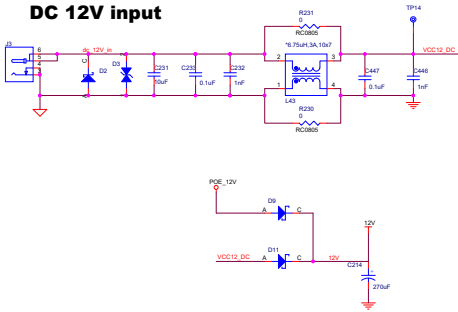 DC 12V input
R231
0
RC0805
TP14
J3
6
5
4
dc_12V_in
D2
C
D3
2
C231
10uF
C233
0.1uF
C232
1nF
*6.75uH,3A,10x7
2
3
1
4
L43
C447
0.1uF
C446
1nF
VCC12_DC
R230
0
RC0805
POE_12V
D9
A
C
D11
VCC12_DC
A
C
12V
12V
C214
+
270uF